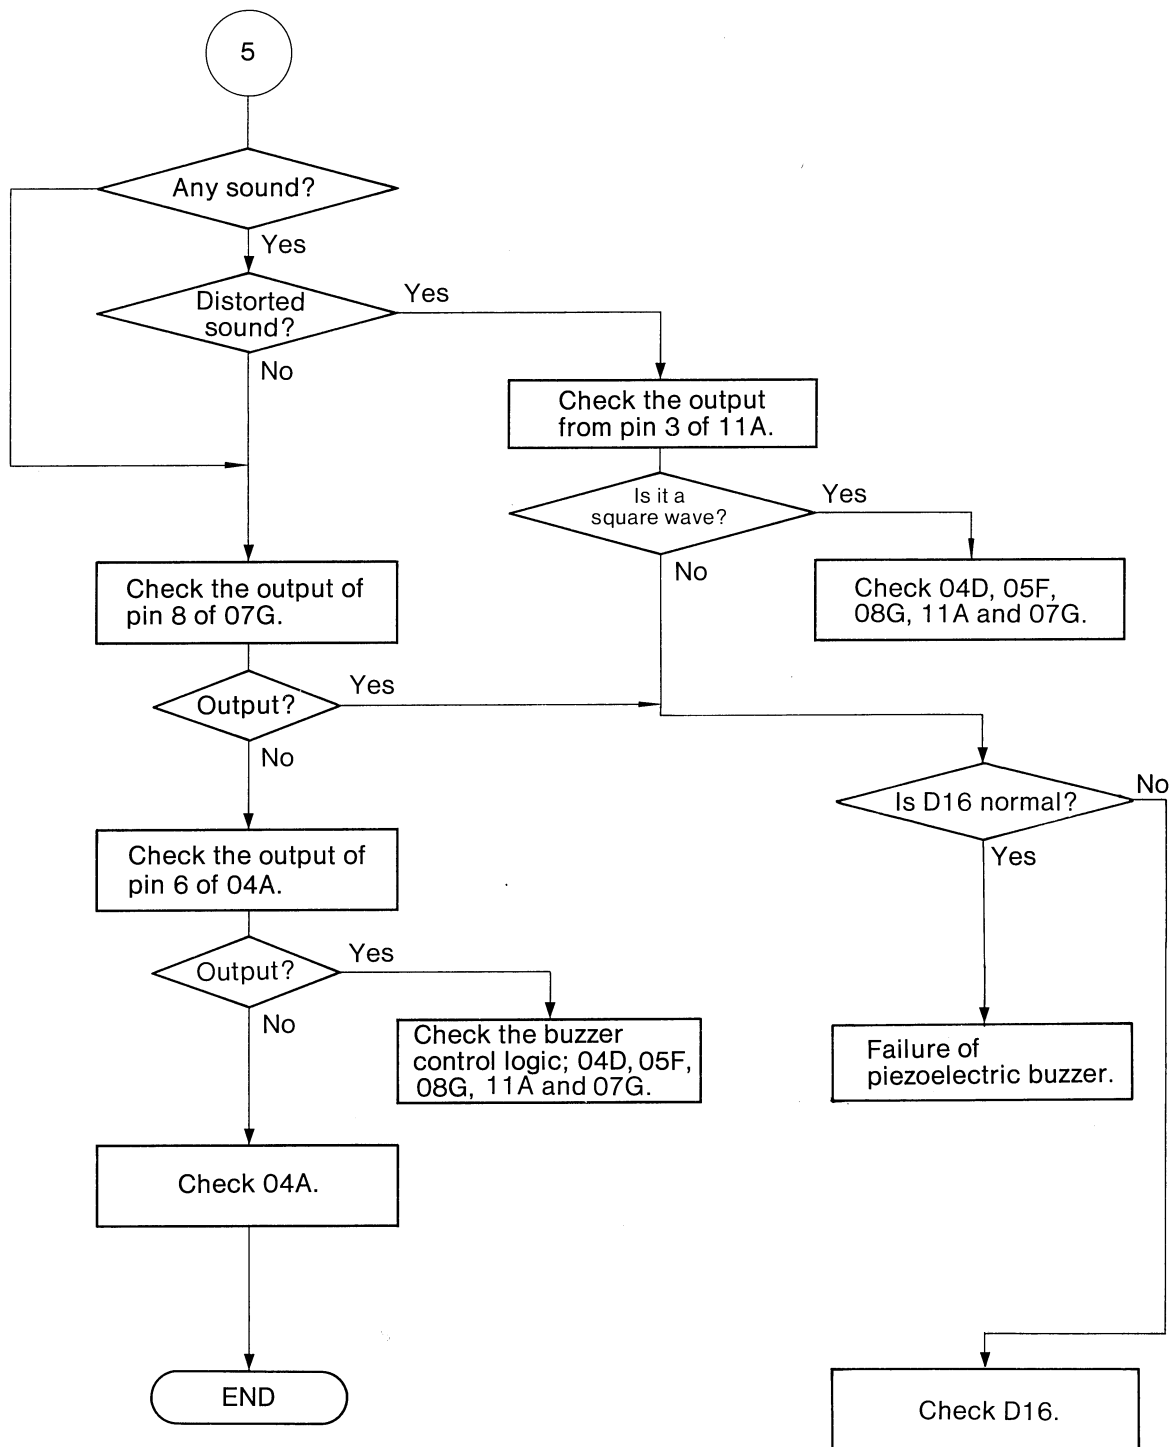 5
Any sound?
Yes
Distorted
sound?
Yes
No
Check the output
from pin 3 of 11A.
Is it a
square wave?
Yes
No
Check 04D, 05F,
08G, 11A and 07G.
Check the output of
pin 8 of 07G.
Output?
Yes
No
Is D16 normal?
No
Yes
Check the output of
pin 6 of 04A.
Output?
Yes
No
Check the buzzer
control logic; 04D, 05F,
08G, 11A and 07G.
Failure of
piezoelectric buzzer.
Check 04A.
END
Check D16.